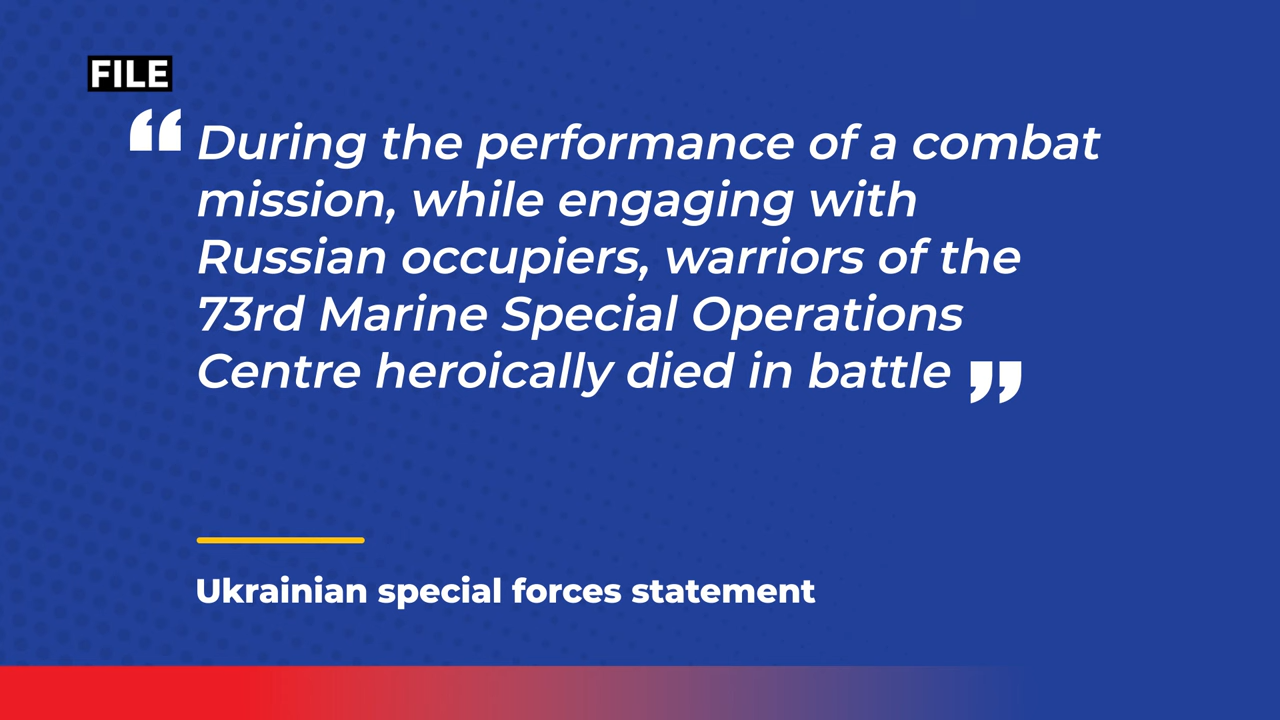 FILE
“During the performance of a combat
mission, while engaging with
Russian occupiers, warriors of the
73rd Marine Special Operations
Centre heroically died in battle”
Ukrainian special forces statement